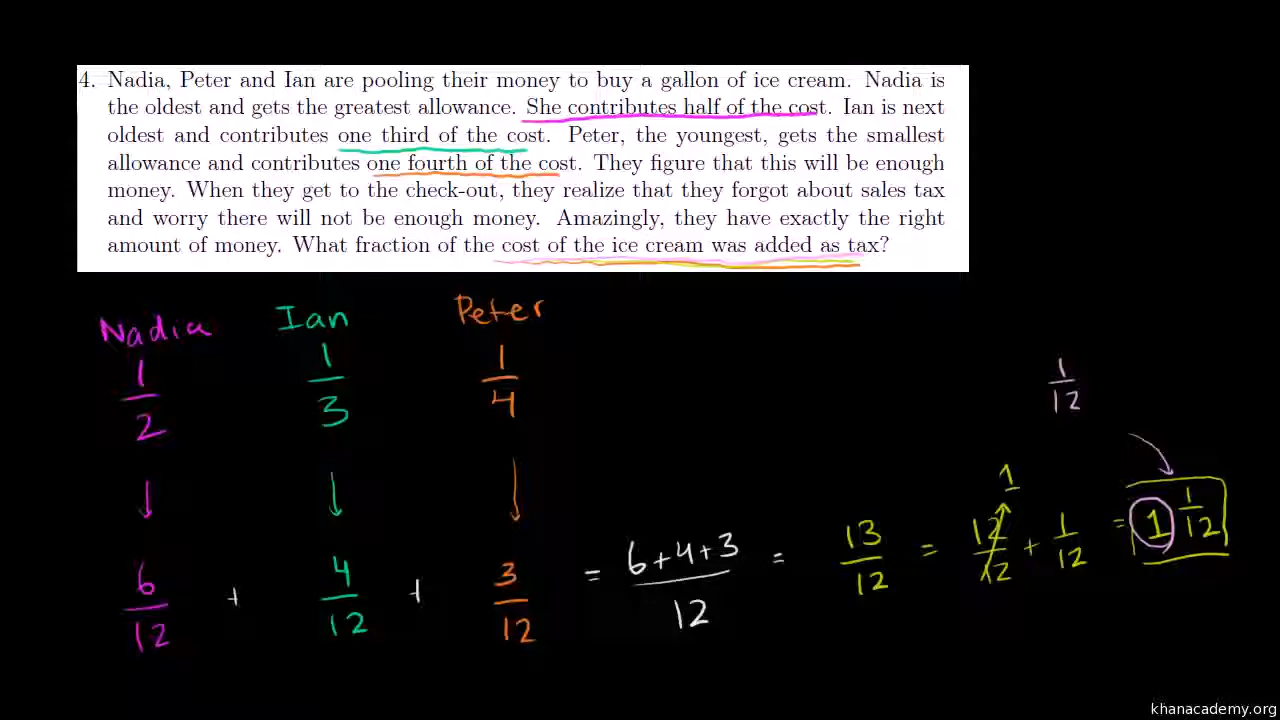 4. Nadia, Peter and Ian are pooling their money to buy a gallon of ice cream. Nadia is
the oldest and gets the greatest allowance. She contributes half of the cost. Ian is next
oldest and contributes one third of the cost. Peter, the youngest, gets the smallest
allowance and contributes one fourth of the cost. They figure that this will be enough
money. When they get to the check-out, they realize that they forgot about sales tax
and worry there will not be enough money. Amazingly, they have exactly the right
amount of money. What fraction of the cost of the ice cream was added as tax?
Nadia Ian Peter
1/2 1/3 1/4
1/12
6/12 + 4/12 + 3/12 = 6+4+3/12 = 13/12 = 12/12 + 1/12 = 1 1/12
1
khanacademy.org